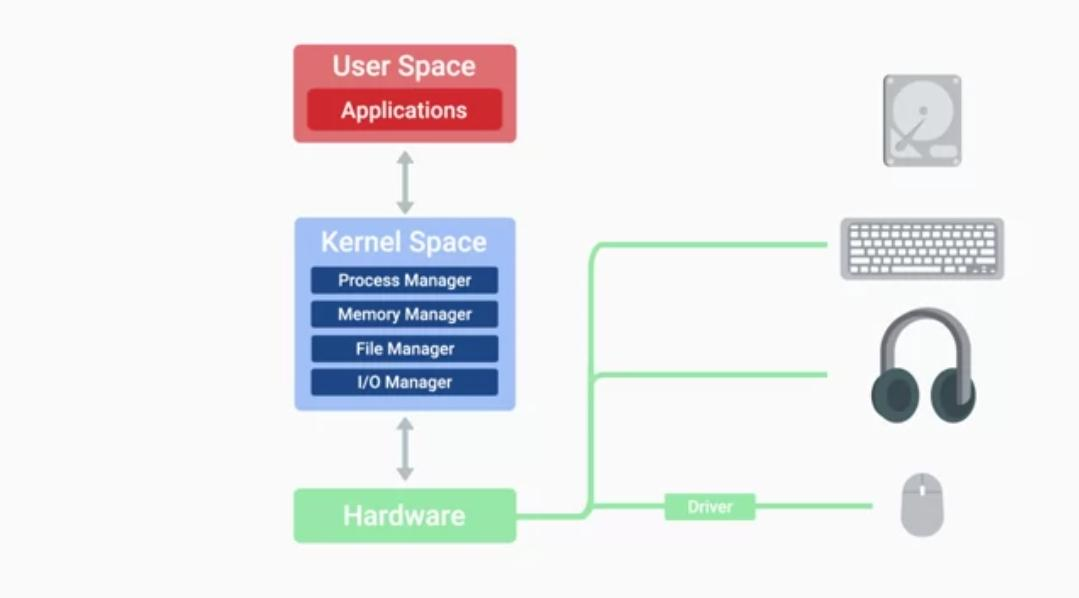 User Space
Applications
Kernel Space
Process Manager
Memory Manager
File Manager
I/O Manager
Hardware
Driver